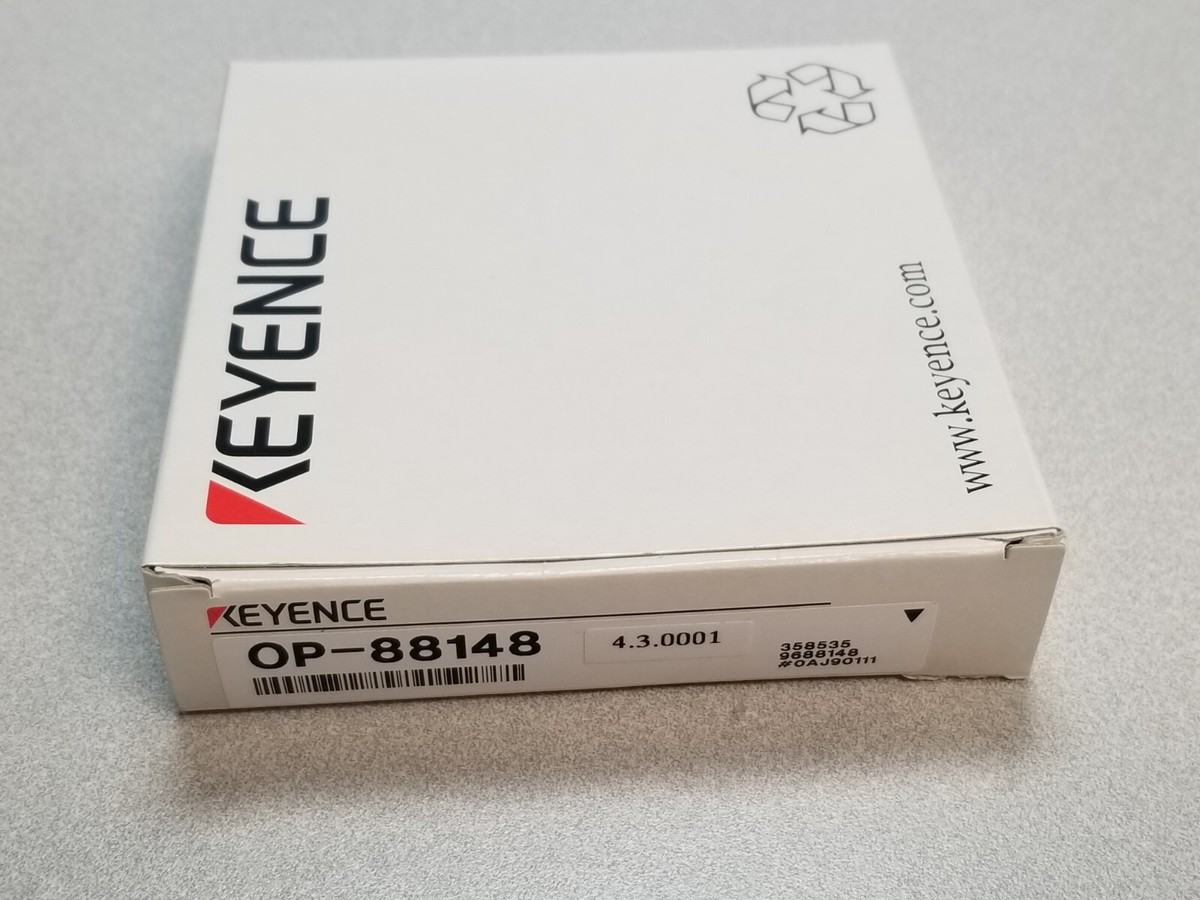 KEYENCE
www.keyence.com
KEYENCE
OP-88148
4.3.0001
358535
9688148
#0AJ90111